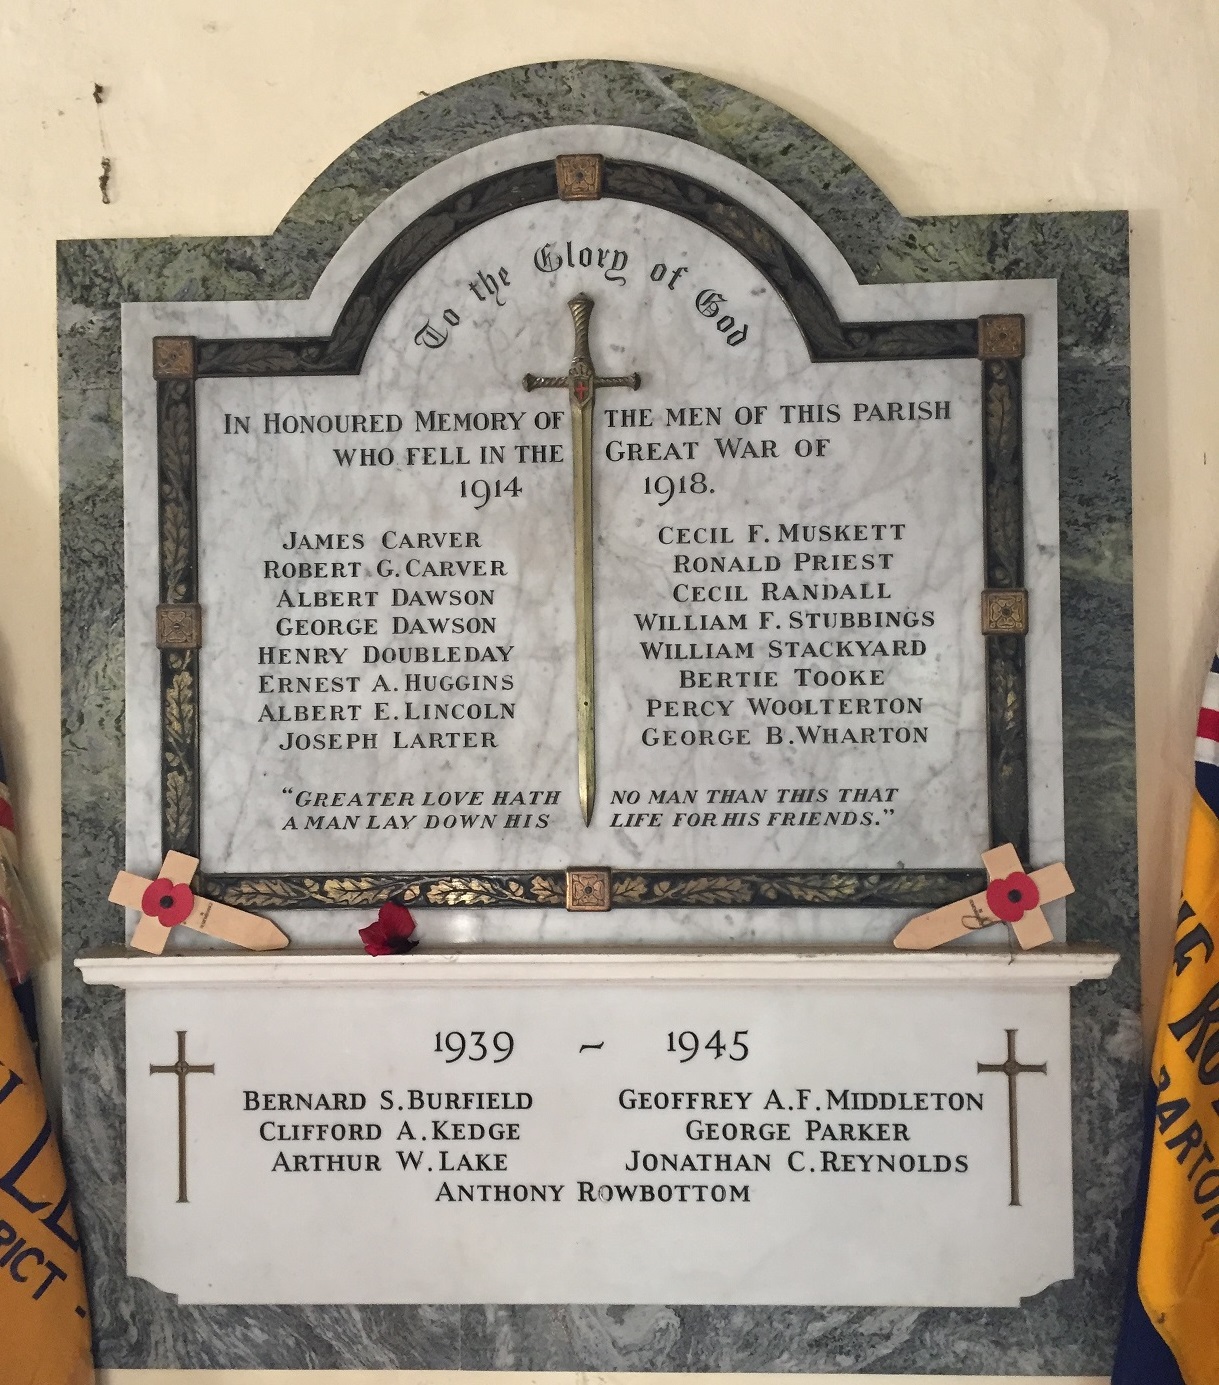 To the Glory of God
IN HONOURED MEMORY OF THE MEN OF THIS PARISH
WHO FELL IN THE GREAT WAR OF
1914 1918.
JAMES CARVER
ROBERT G. CARVER
ALBERT DAWSON
GEORGE DAWSON
HENRY DOUBLEDAY
ERNEST A. HUGGINS
ALBERT E. LINCOLN
JOSEPH LARTER
CECIL F. MUSKETT
RONALD PRIEST
CECIL RANDALL
WILLIAM F. STUBBINGS
WILLIAM STACKYARD
BERTIE TOOKE
PERCY WOOLTERTON
GEORGE B. WHARTON
"GREATER LOVE HATH NO MAN THAN THIS THAT
A MAN LAY DOWN HIS LIFE FOR HIS FRIENDS."
1939 – 1945
BERNARD S. BURFIELD
CLIFFORD A. KEDGE
ARTHUR W. LAKE
GEOFFREY A. F. MIDDLETON
GEORGE PARKER
JONATHAN C. REYNOLDS
ANTHONY ROWBOTTOM